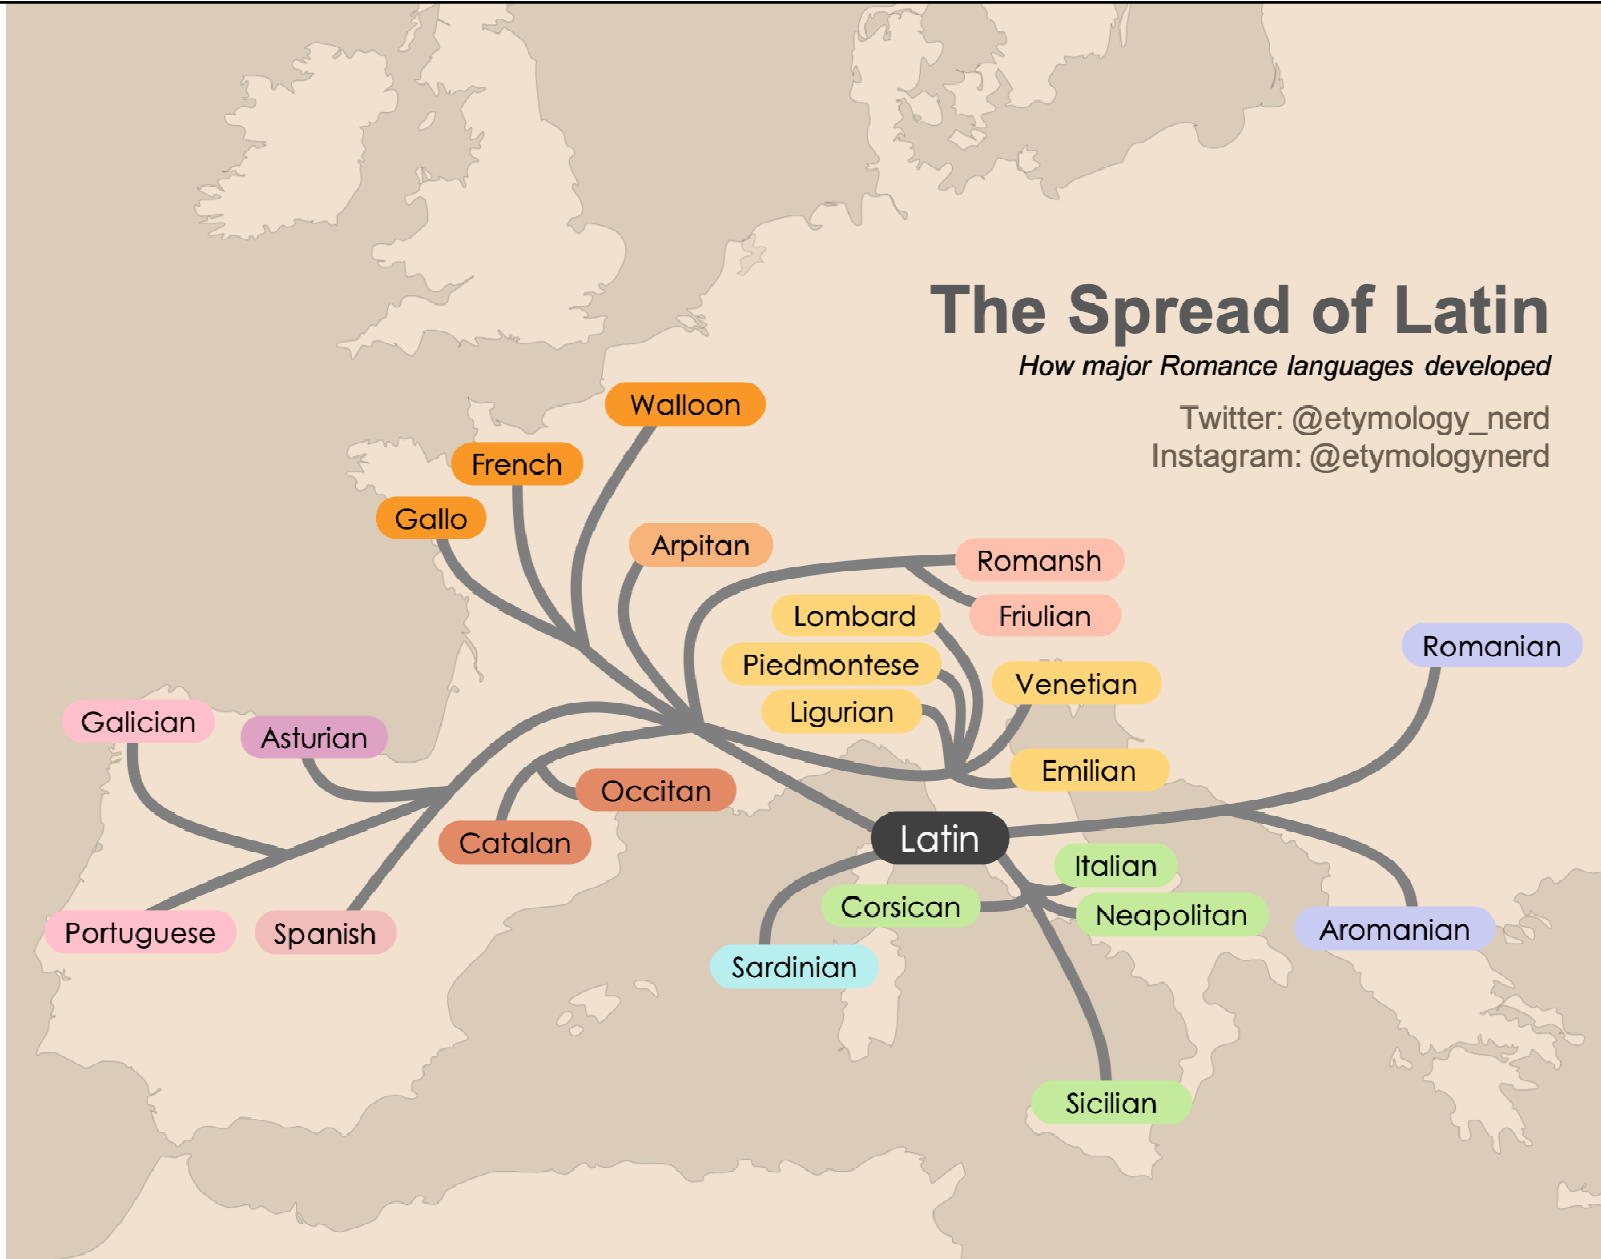 The Spread of Latin
How major Romance languages developed
Twitter: @etymology_nerd
Instagram: @etymologynerd
Walloon
French
Gallo
Arpitan
Romansh
Friulian
Lombard
Piedmontese
Ligurian
Venetian
Emilian
Romanian
Galician
Asturian
Occitan
Catalan
Latin
Italian
Corsican
Neapolitan
Portuguese
Spanish
Sardinian
Aromanian
Sicilian